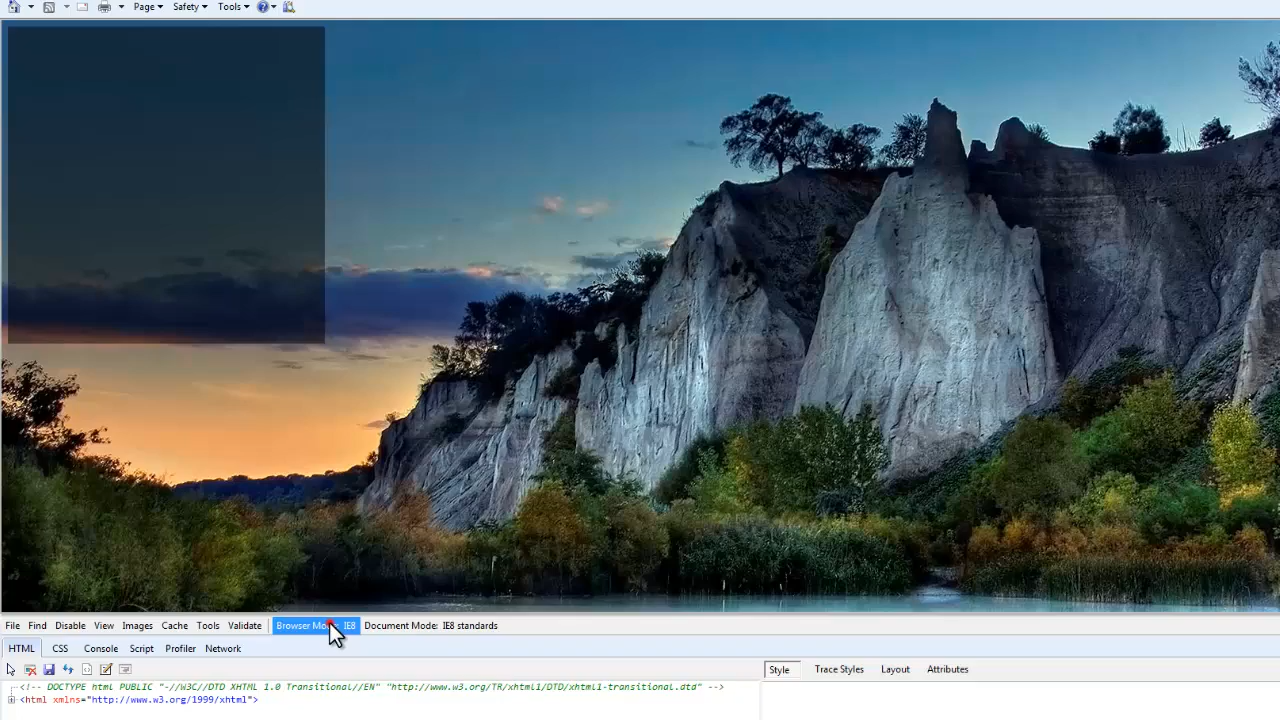 Page Safety Tools
File Find Disable View Images Cache Tools Validate Browser Mode: IE8 Document Mode: IE8 standards
HTML CSS Console Script Profiler Network
Style Trace Styles Layout Attributes
<!-- DOCTYPE html PUBLIC "-//W3C//DTD XHTML 1.0 Transitional//EN" "http://www.w3.org/TR/xhtml1/DTD/xhtml1-transitional.dtd" -->
<html xmlns="http://www.w3.org/1999/xhtml">